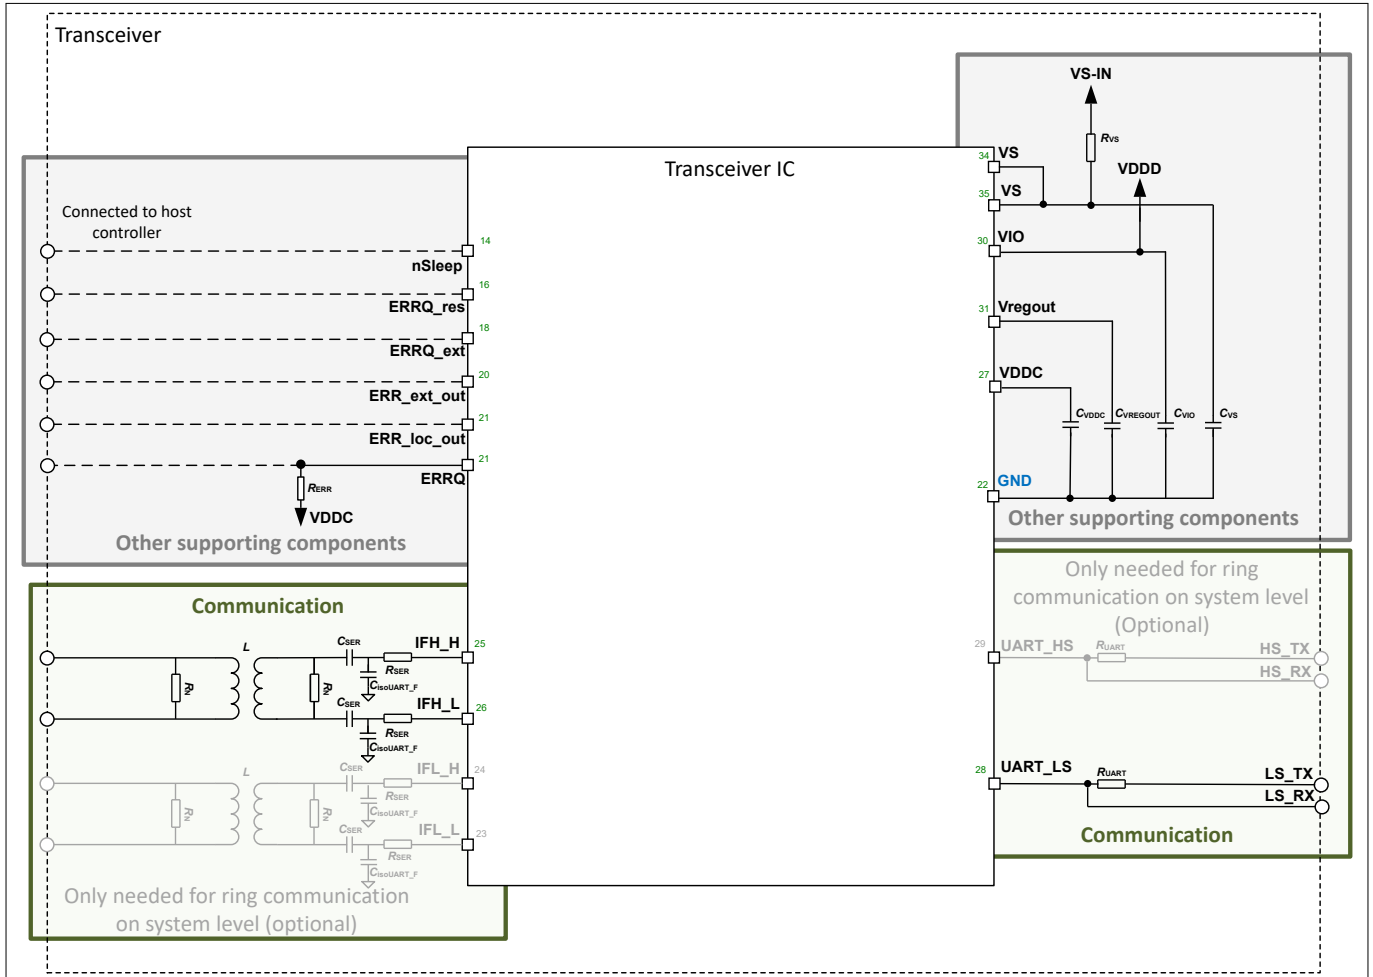 Transceiver
VS-IN
RVS
Transceiver IC
34 VS
VDDD
35 VS
Connected to host
controller
14
nSleep
30 VIO
16
ERRQ_res
31 Vregout
18
ERRQ_ext
27 VDDC
20
ERR_ext_out
CVDDC CVREGOUT CVIO CVS
21
ERR_loc_out
21
ERRQ
RERR
VDDC
22 GND
Other supporting components
Other supporting components
Communication
Only needed for ring
communication on system level
(Optional)
L CSER IFH_H 25
RSER
CisoUART_F
RN RN
CSER IFH_L 26
RSER
CisoUART_F
29 UART_HS RUART HS_TX
HS_RX
L CSER IFL_H 24
RSER
CisoUART_F
RN RN
CSER IFL_L 23
RSER
CisoUART_F
28 UART_LS RUART LS_TX
LS_RX
Communication
Only needed for ring communication
on system level (optional)